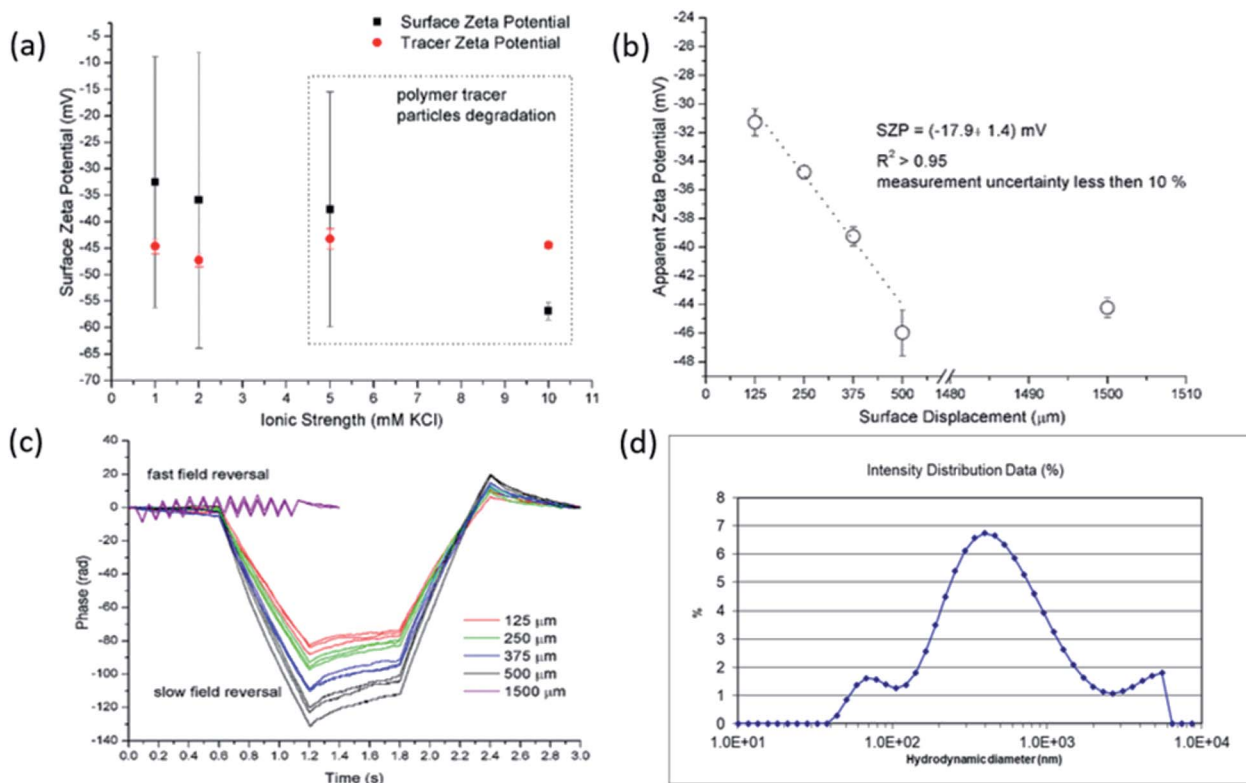 (a)
Surface Zeta Potential
Tracer Zeta Potential
polymer tracer
particles degradation
Surface Zeta Potential (mV)
-5
-10
-15
-20
-25
-30
-35
-40
-45
-50
-55
-60
-65
-70
0 1 2 3 4 5 6 7 8 9 10 11
Ionic Strength (mM KCl)
(b)
Apparent Zeta Potential (mV)
-24
-26
-28
-30
-32
-34
-36
-38
-40
-42
-44
-46
-48
SZP = (-17.9÷ 1.4) mV
R² > 0.95
measurement uncertainty less then 10 %
0 125 250 375 500 1480 1490 1500 1510
Surface Displacement (μm)
(c)
fast field reversal
Phase (rad)
40
20
0
-20
-40
-60
-80
-100
-120
-140
125 μm
250 μm
375 μm
500 μm
1500 μm
slow field reversal
0.0 0.2 0.4 0.6 0.8 1.0 1.2 1.4 1.6 1.8 2.0 2.2 2.4 2.6 2.8 3.0
Time (s)
(d)
Intensity Distribution Data (%)
%
8
7
6
5
4
3
2
1
0
1.0E+01 1.0E+02 1.0E+03 1.0E+04
Hydrodynamic diameter (nm)